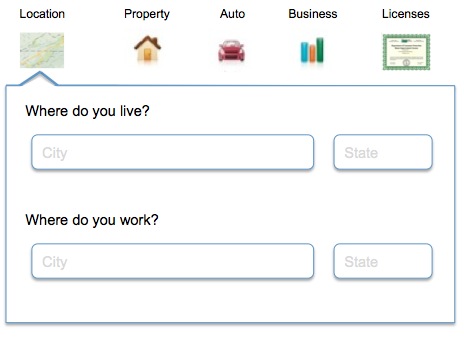 Location Property Auto Business Licenses
Where do you live?
City State
Where do you work?
City State